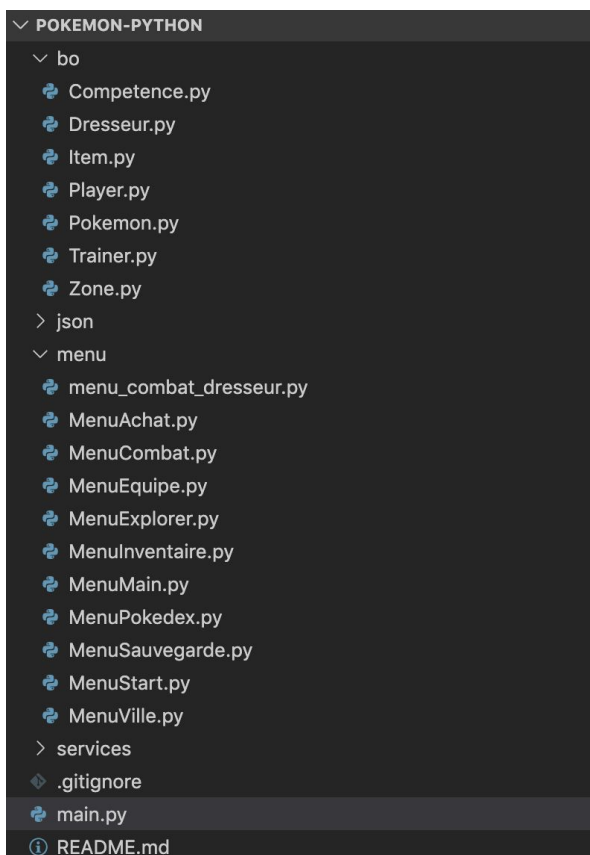 POKEMON-PYTHON
bo
Competence.py
Dresseur.py
Item.py
Player.py
Pokemon.py
Trainer.py
Zone.py
json
menu
menu_combat_dresseur.py
MenuAchat.py
MenuCombat.py
MenuEquipe.py
MenuExplorer.py
MenuInventaire.py
MenuMain.py
MenuPokedex.py
MenuSauvegarde.py
MenuStart.py
MenuVille.py
services
.gitignore
main.py
README.md